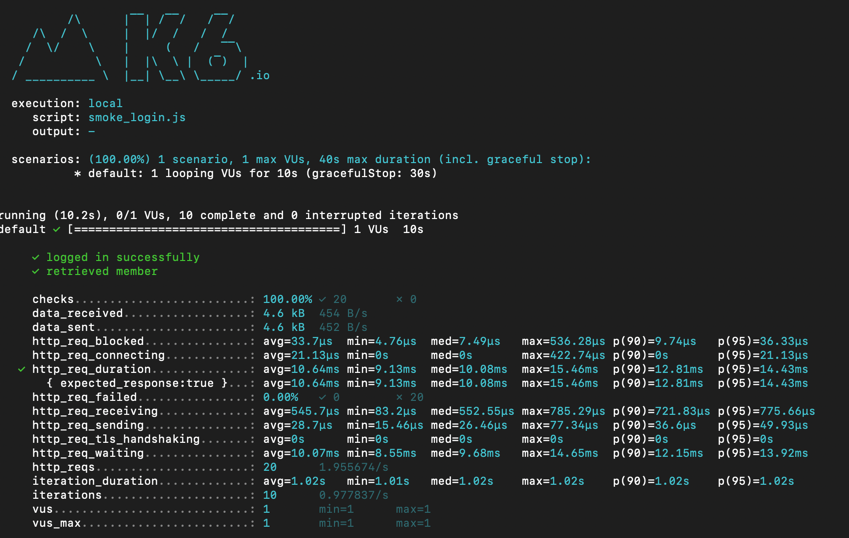 .io
execution: local
script: smoke_login.js
output: -
scenarios: (100.00%) 1 scenario, 1 max VUs, 40s max duration (incl. graceful stop):
* default: 1 looping VUs for 10s (gracefulStop: 30s)
running (10.2s), 0/1 VUs, 10 complete and 0 interrupted iterations
default ✓ [======================================] 1 VUs  10s
✓ logged in successfully
✓ retrieved member
checks.........................: 100.00% ✓ 20       ✗ 0
data_received..................: 4.6 kB  454 B/s
data_sent......................: 4.6 kB  452 B/s
http_req_blocked...............: avg=33.7µs  min=4.76µs  med=7.49µs   max=536.28µs p(90)=9.74µs   p(95)=36.33µs
http_req_connecting............: avg=21.13µs min=0s      med=0s       max=422.74µs p(90)=0s       p(95)=21.13µs
✓ http_req_duration..............: avg=10.64ms min=9.13ms  med=10.08ms  max=15.46ms  p(90)=12.81ms  p(95)=14.43ms
{ expected_response:true }...: avg=10.64ms min=9.13ms  med=10.08ms  max=15.46ms  p(90)=12.81ms  p(95)=14.43ms
http_req_failed................: 0.00%   ✓ 0        ✗ 20
http_req_receiving.............: avg=545.7µs min=83.2µs  med=552.55µs max=785.29µs p(90)=721.83µs p(95)=775.66µs
http_req_sending...............: avg=28.7µs  min=15.46µs med=26.46µs  max=77.34µs  p(90)=36.6µs   p(95)=49.93µs
http_req_tls_handshaking.......: avg=0s      min=0s      med=0s       max=0s       p(90)=0s       p(95)=0s
http_req_waiting...............: avg=10.07ms min=8.55ms  med=9.68ms   max=14.65ms  p(90)=12.15ms  p(95)=13.92ms
http_reqs......................: 20      1.955674/s
iteration_duration.............: avg=1.02s   min=1.01s   med=1.02s    max=1.02s    p(90)=1.02s    p(95)=1.02s
iterations.....................: 10      0.977837/s
vus............................: 1       min=1      max=1
vus_max........................: 1       min=1      max=1